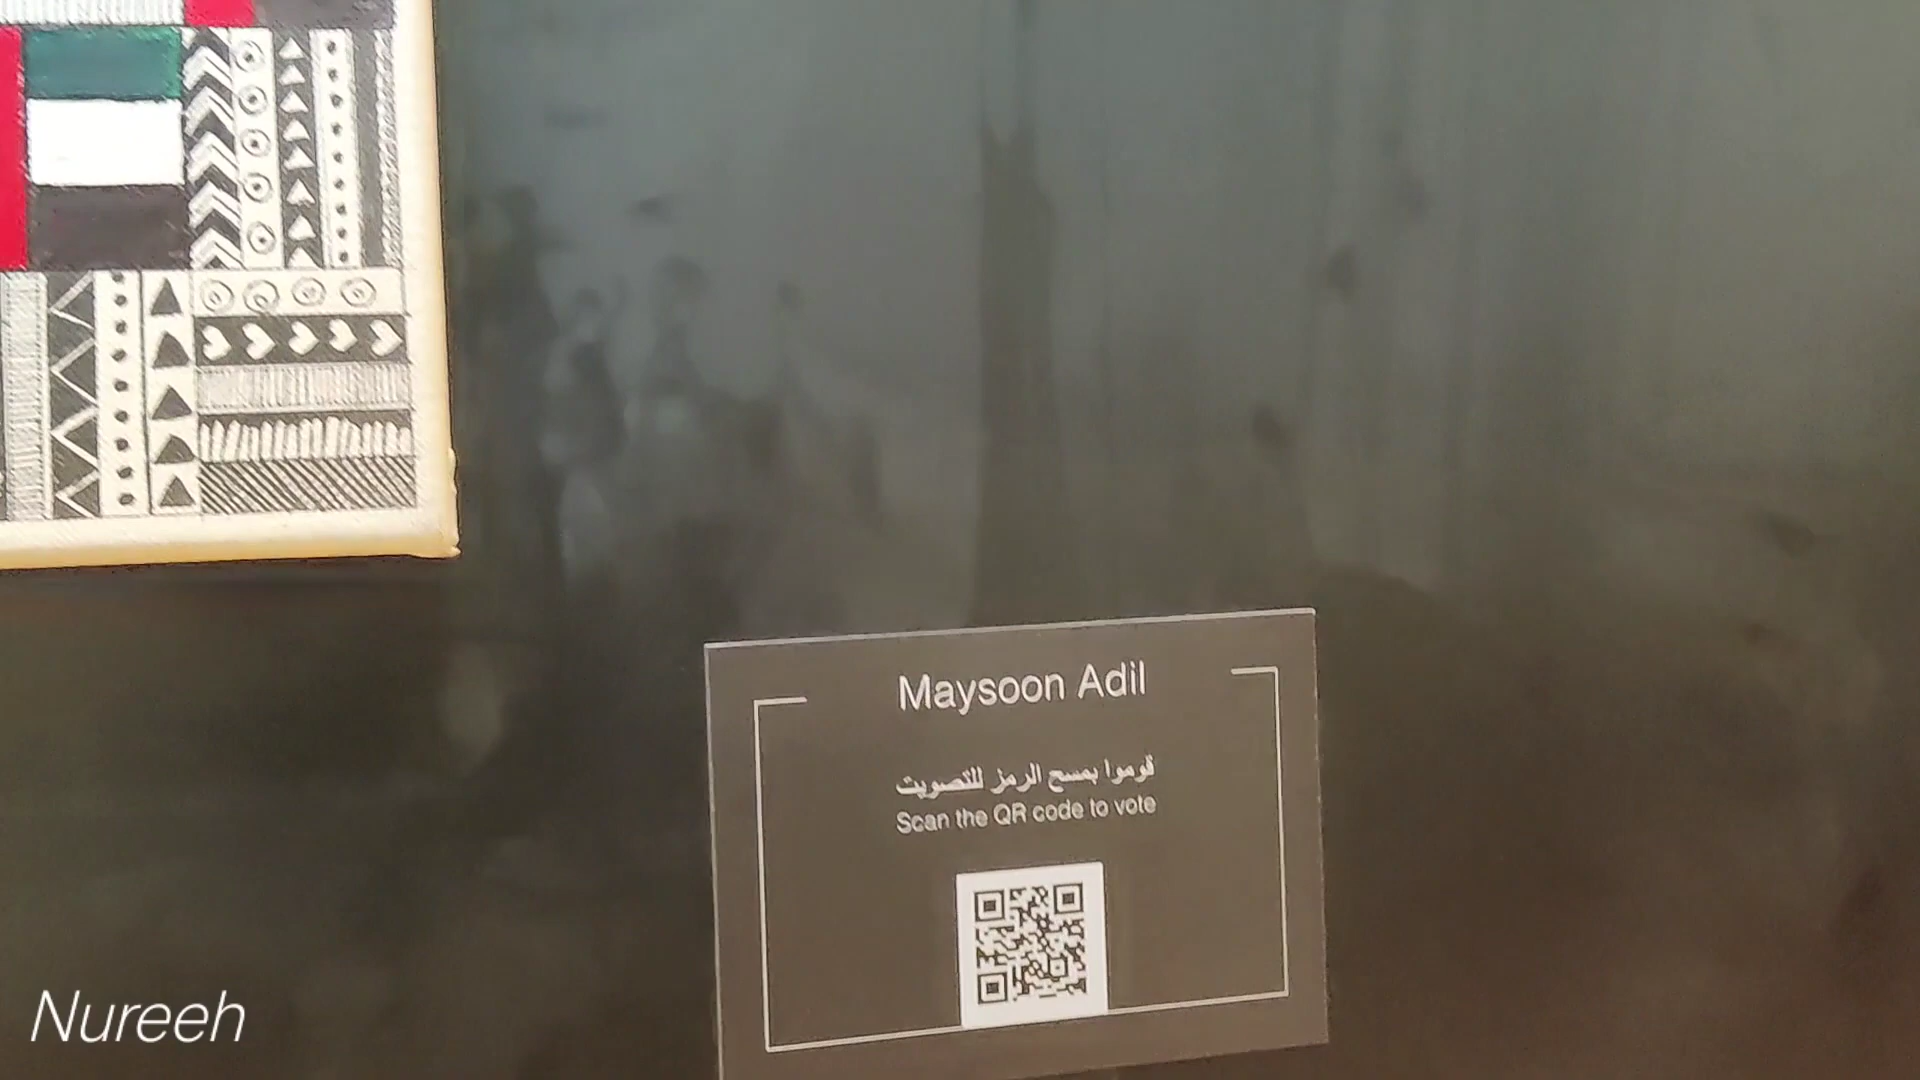 Maysoon Adil
قوموا بمسح الرمز للتصويت
Scan the QR code to vote
Nureeh